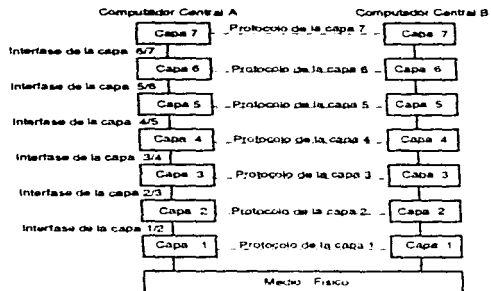 Computador Central A Computador Central B
Capa 7 Protocolo de la capa 7 Capa 7
Interfase de la capa 6/7
Capa 6 Protocolo de la capa 6 Capa 6
Interfase de la capa 5/6
Capa 5 Protocolo de la capa 5 Capa 5
Interfase de la capa 4/5
Capa 4 Protocolo de la capa 4 Capa 4
Interfase de la capa 3/4
Capa 3 Protocolo de la capa 3 Capa 3
Interfase de la capa 2/3
Capa 2 Protocolo de la capa 2 Capa 2
Interfase de la capa 1/2
Capa 1 Protocolo de la capa 1 Capa 1
Medio Fisico